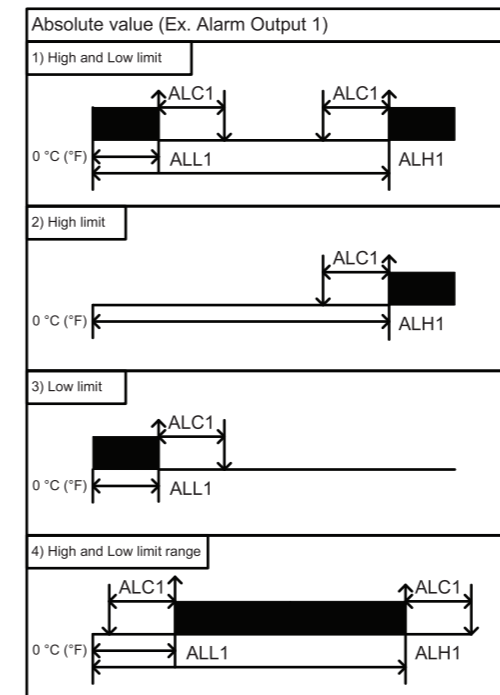 Absolute value (Ex. Alarm Output 1)
1) High and Low limit
ALC1 ALC1
0 °C (°F) ALL1 ALH1
2) High limit
ALC1
0 °C (°F) ALH1
3) Low limit
ALC1
0 °C (°F) ALL1
4) High and Low limit range
ALC1 ALC1
0 °C (°F) ALL1 ALH1